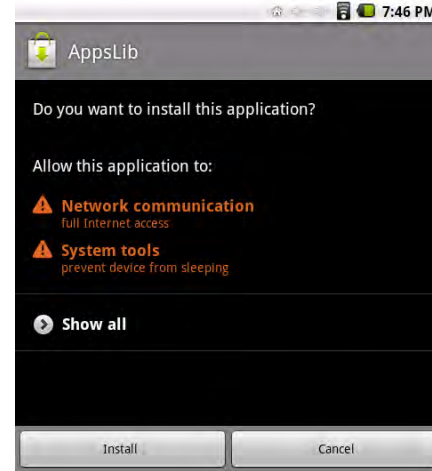 7:46 PM
AppsLib
Do you want to install this application?
Allow this application to:
Network communication
full Internet access
System tools
prevent device from sleeping
Show all
Install
Cancel